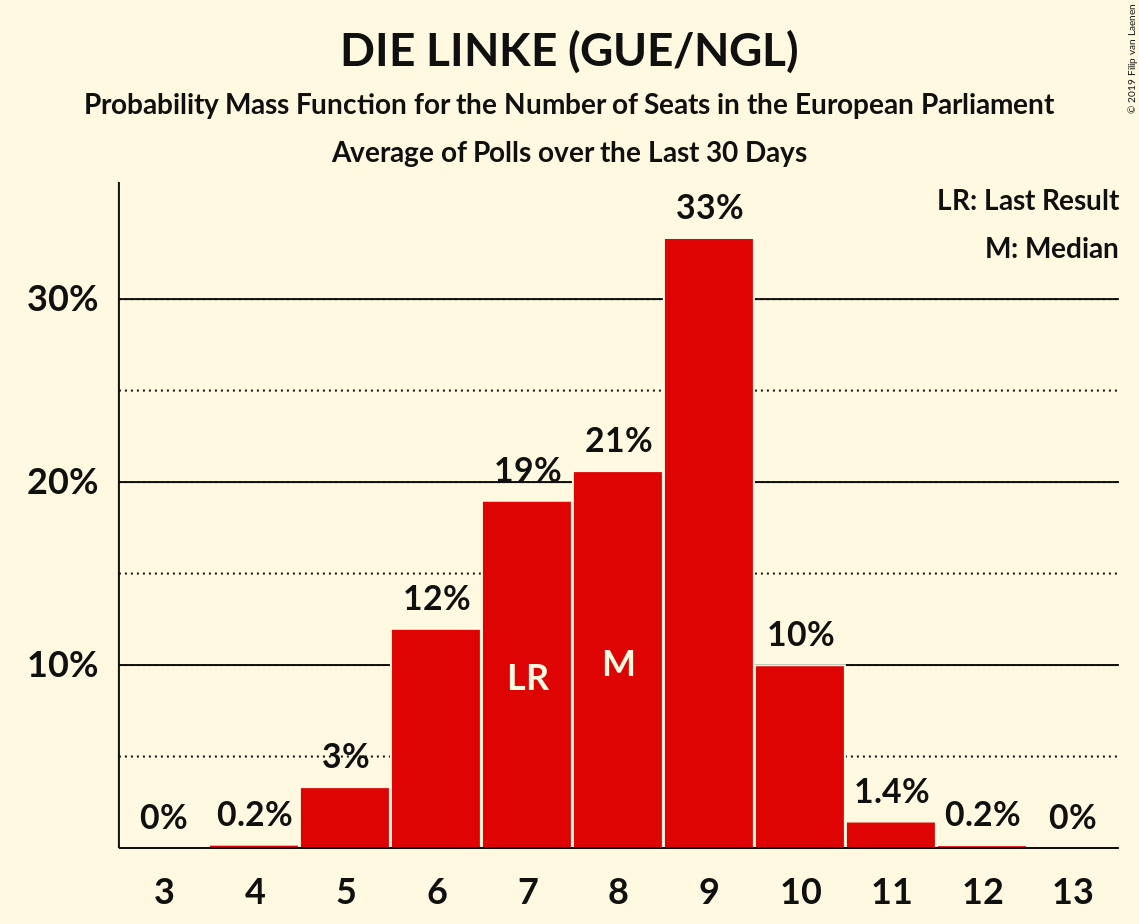 DIE LINKE (GUE/NGL)
Probability Mass Function for the Number of Seats in the European Parliament
Average of Polls over the Last 30 Days
© 2019 Filip van Laenen
LR: Last Result
M: Median
33%
30%
21%
19%
20%
12%
10%
10%
LR
M
3%
1.4%
0%
0.2%
0.2%
0%
3 4 5 6 7 8 9 10 11 12 13